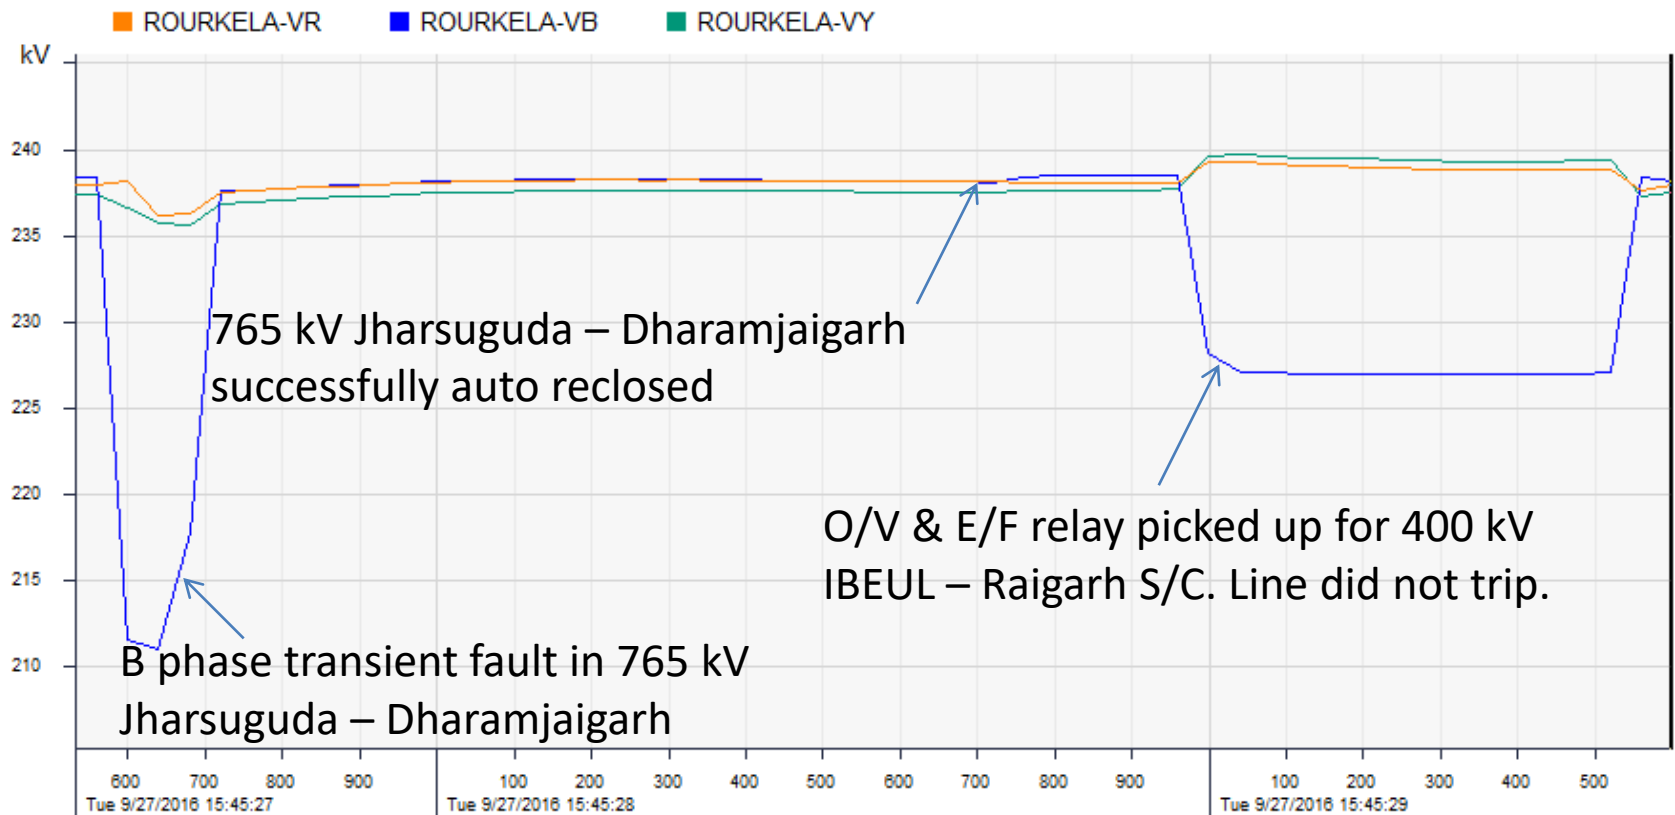 ROURKELA-VR ROURKELA-VB ROURKELA-VY
kV
240
235
230
225
220
215
210
765 kV Jharsuguda – Dharamjaigarh
successfully auto reclosed
O/V & E/F relay picked up for 400 kV
IBEUL – Raigarh S/C. Line did not trip.
B phase transient fault in 765 kV
Jharsuguda – Dharamjaigarh
600 700 800 900 100 200 300 400 500 600 700 800 900 100 200 300 400 500
Tue 9/27/2016 15:45:27 Tue 9/27/2016 15:45:28 Tue 9/27/2016 15:45:29